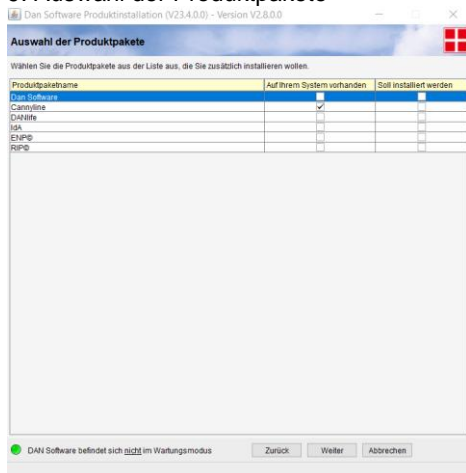 Dan Software Produktinstallation (V23.4.0.0) - Version V2.8.0.0
Auswahl der Produktpakete
Wählen Sie die Produktpakete aus der Liste aus, die Sie zusätzlich installieren wollen.
Produktpaketname Auf Ihrem System vorhanden Soll installiert werden
Dan Software
Cannyline
DANlife
IdA
ENP©
RIP©
DAN Software befindet sich nicht im Wartungsmodus Zurück Weiter Abbrechen